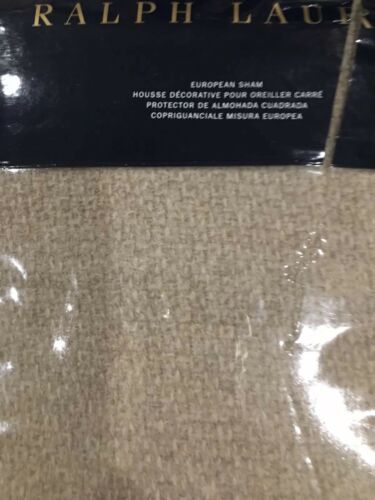 RALPH LAUR
EUROPEAN SHAM
HOUSSE DÉCORATIVE POUR OREILLER CARRÉ
PROTECTOR DE ALMOHADA CUADRADA
COPRIGUANCIALE MISURA EUROPEA